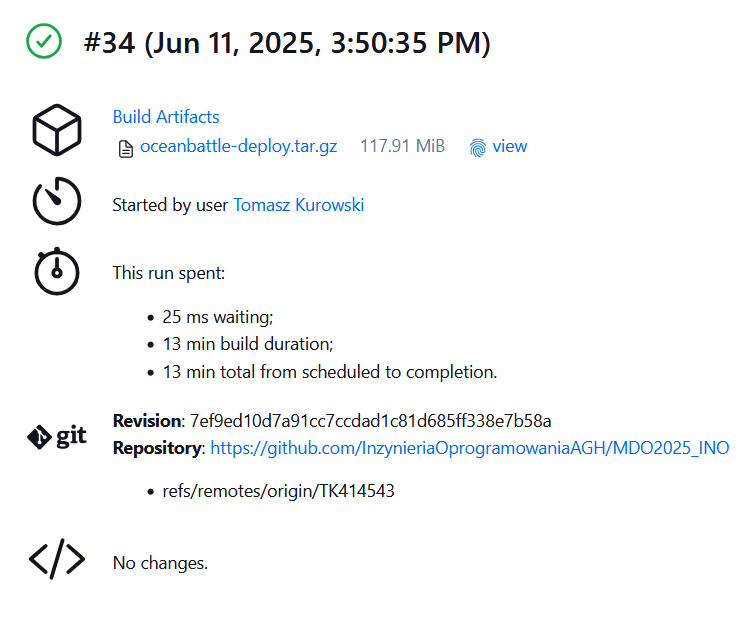 #34 (Jun 11, 2025, 3:50:35 PM)
Build Artifacts
oceanbattle-deploy.tar.gz 117.91 MiB view
Started by user Tomasz Kurowski
This run spent:
• 25 ms waiting;
• 13 min build duration;
• 13 min total from scheduled to completion.
git
Revision: 7ef9ed10d7a91cc7ccdad1c81d685ff338e7b58a
Repository: https://github.com/InzynieriaOprogramowaniaAGH/MDO2025_INO
• refs/remotes/origin/TK414543
No changes.